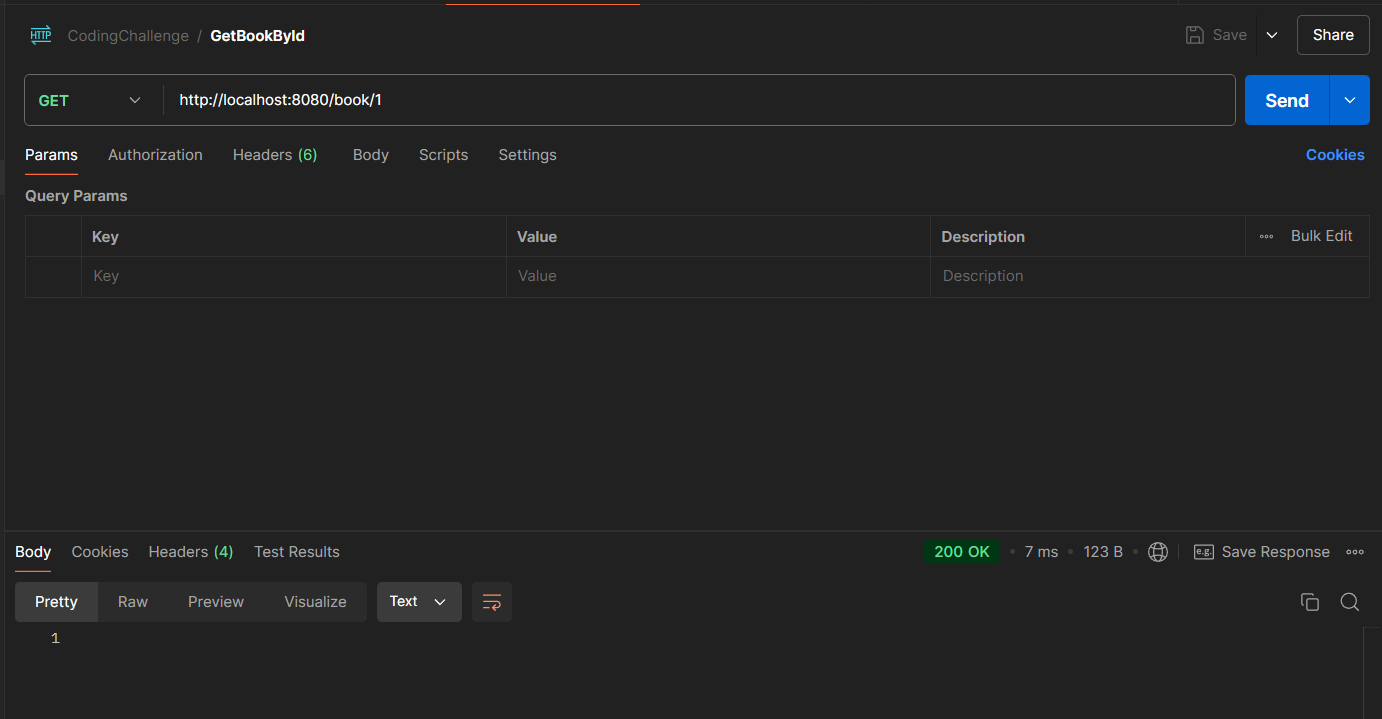 HTTP CodingChallenge / GetBookById Save Share
GET http://localhost:8080/book/1 Send
Params Authorization Headers (6) Body Scripts Settings Cookies
Query Params
Key Value Description Bulk Edit
Key Value Description
Body Cookies Headers (4) Test Results 200 OK • 7 ms • 123 B • e.g. Save Response
Pretty Raw Preview Visualize Text
1